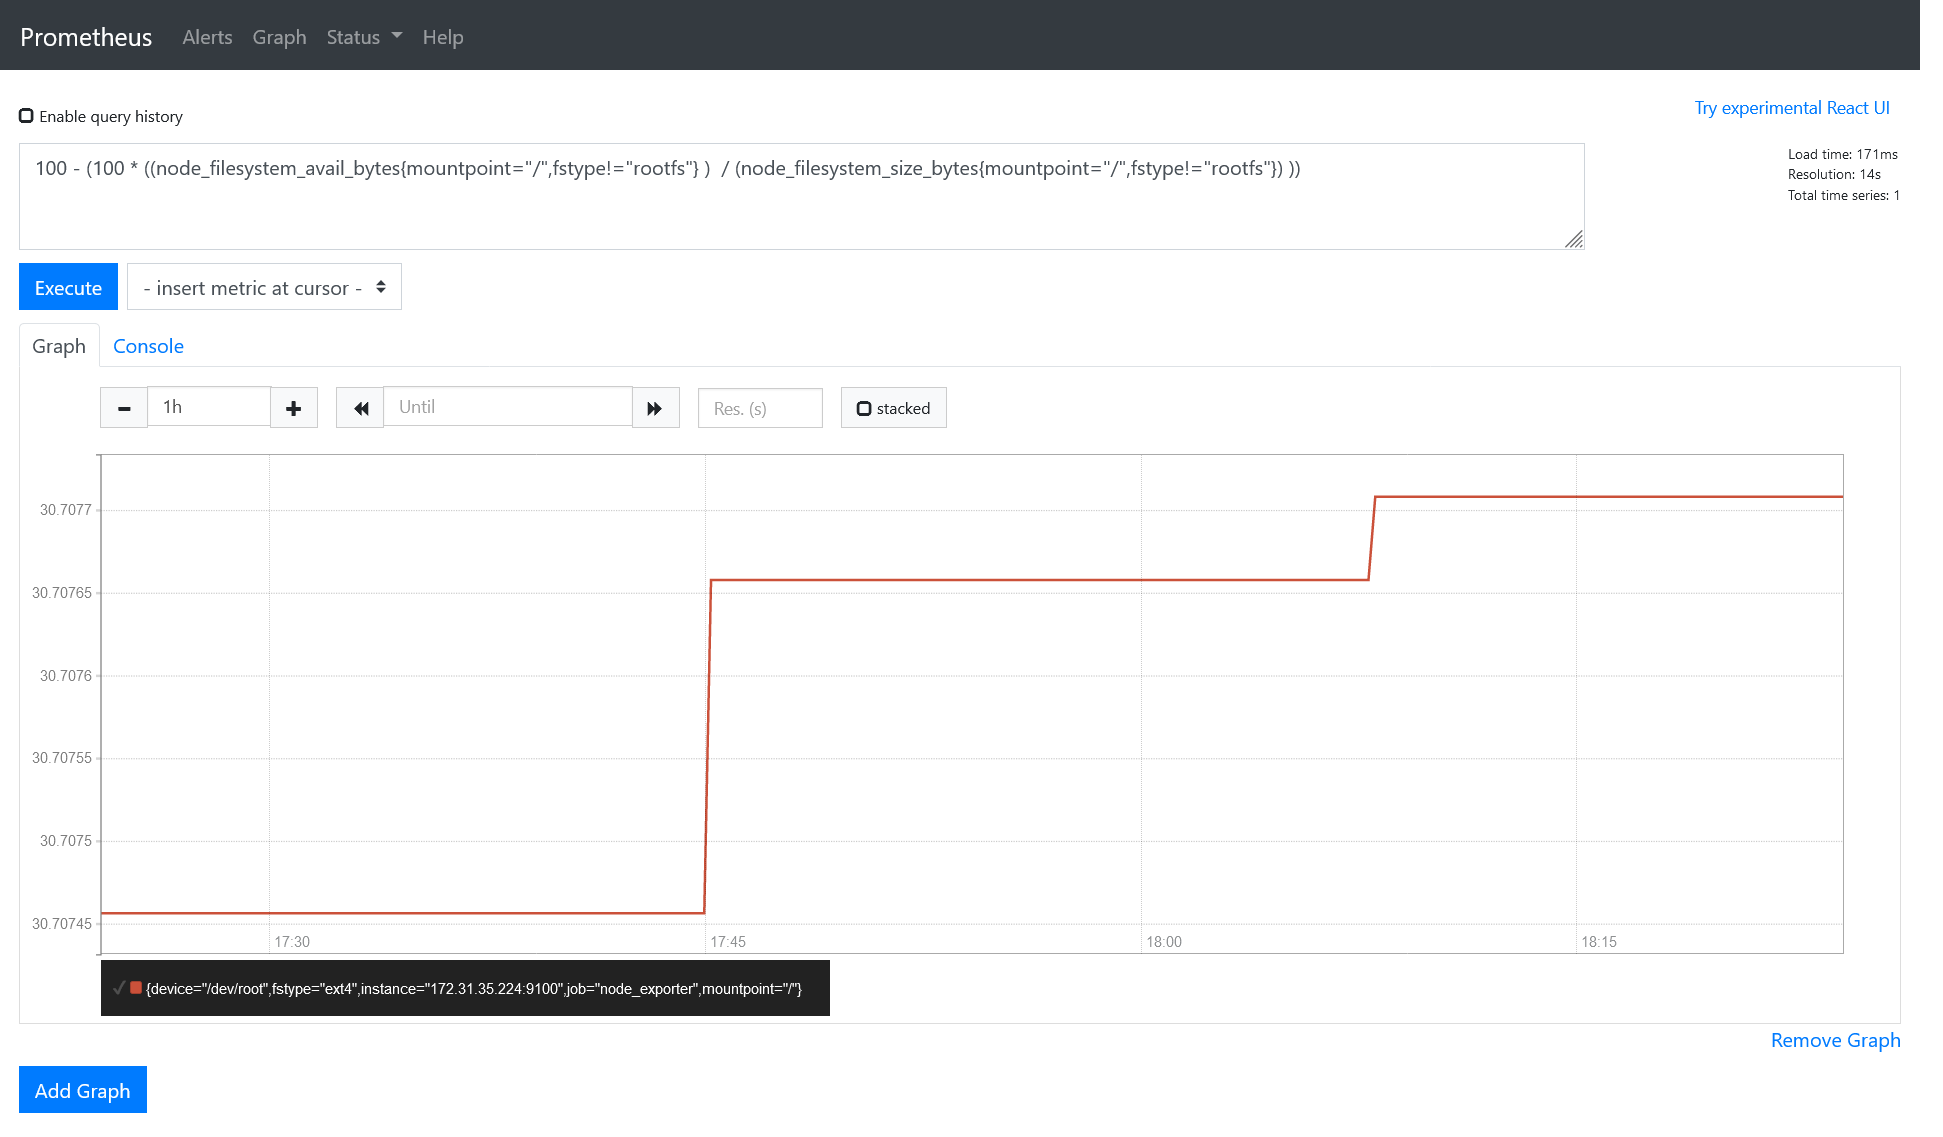 Prometheus Alerts Graph Status Help
Enable query history
Try experimental React UI
100 - (100 * ((node_filesystem_avail_bytes{mountpoint="/",fstype!="rootfs"} )  / (node_filesystem_size_bytes{mountpoint="/",fstype!="rootfs"}) ))
Load time: 171ms
Resolution: 14s
Total time series: 1
Execute - insert metric at cursor -
Graph Console
1h Until Res. (s) stacked
30.7077
30.70765
30.7076
30.70755
30.7075
30.70745
17:30 17:45 18:00 18:15
{device="/dev/root",fstype="ext4",instance="172.31.35.224:9100",job="node_exporter",mountpoint="/"}
Remove Graph
Add Graph